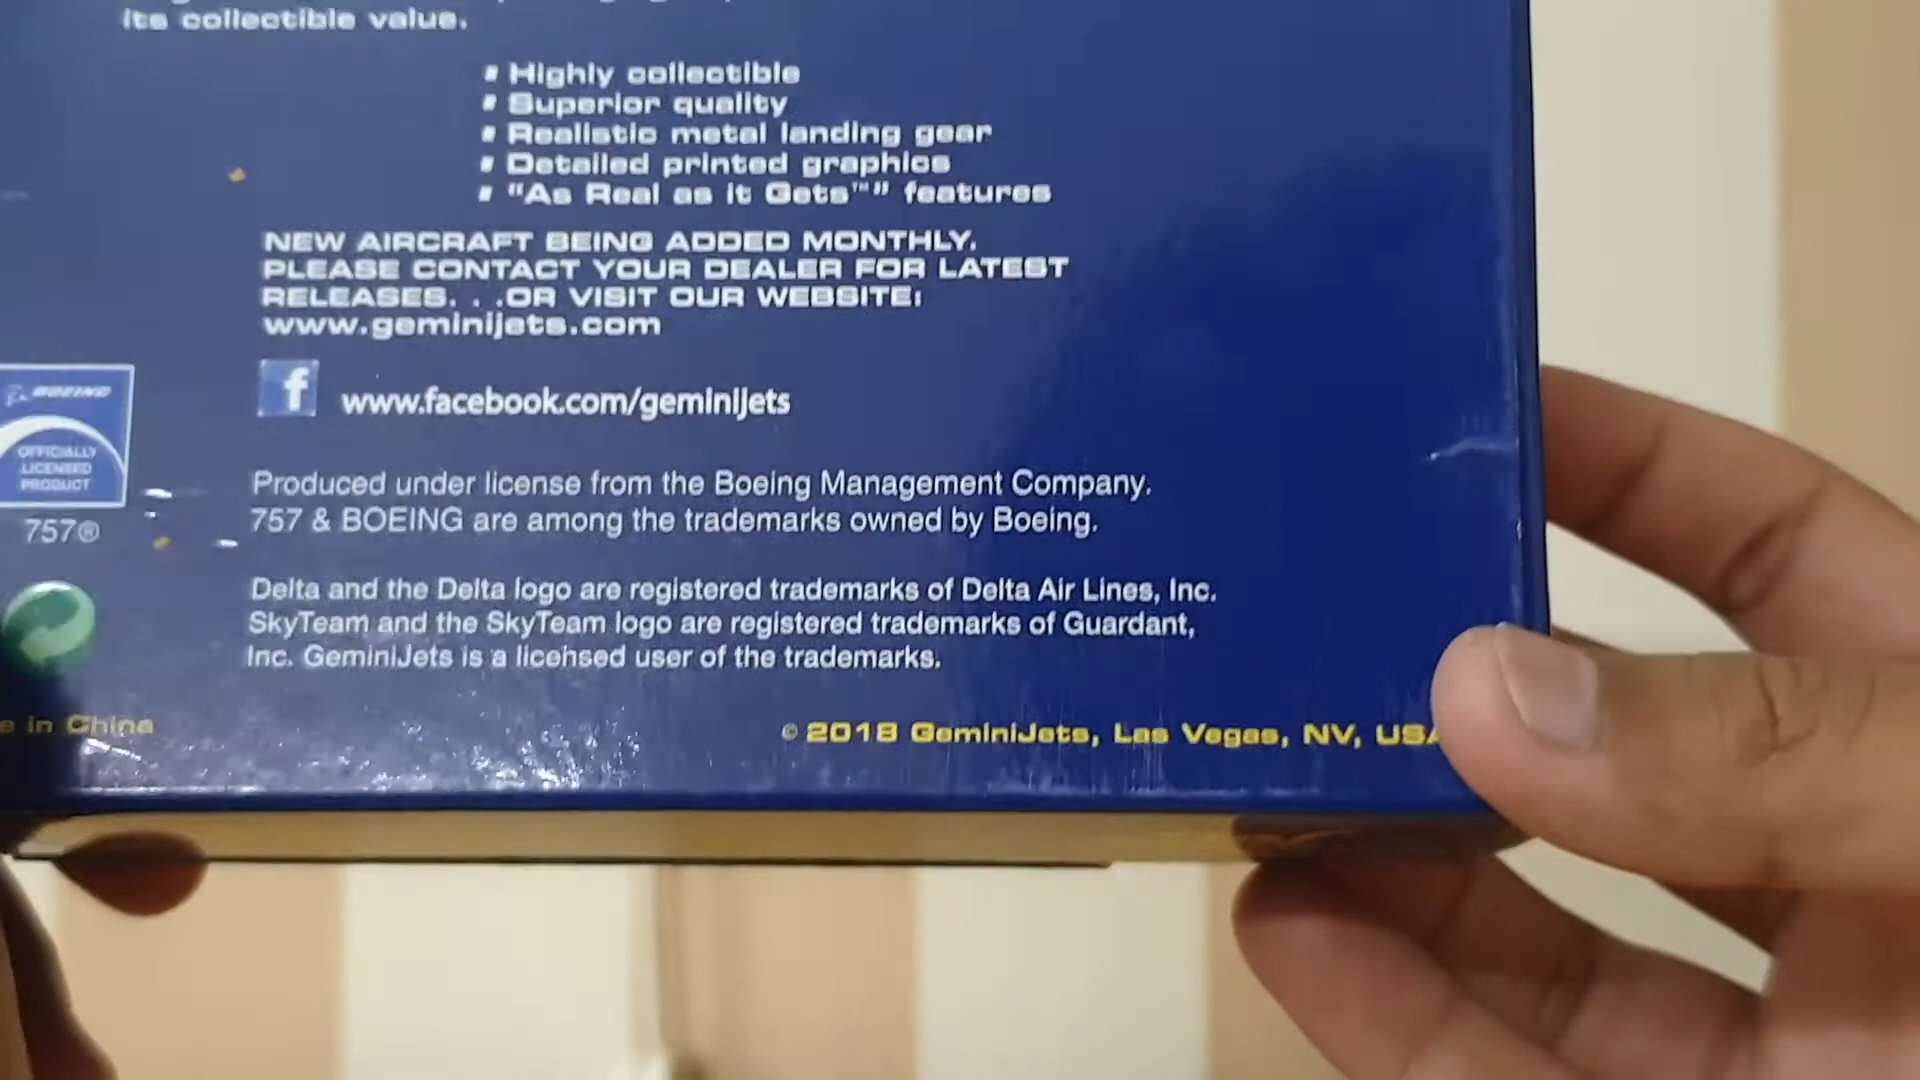 its collectible value.
Highly collectible
Superior quality
Realistic metal landing gear
Detailed printed graphics
"As Real as it Gets™" features
NEW AIRCRAFT BEING ADDED MONTHLY.
PLEASE CONTACT YOUR DEALER FOR LATEST
RELEASES. . .OR VISIT OUR WEBSITE:
www.geminijets.com
f www.facebook.com/geminijets
BOEING
OFFICIALLY
LICENSED
PRODUCT
757®
Produced under license from the Boeing Management Company.
757 & BOEING are among the trademarks owned by Boeing.
Delta and the Delta logo are registered trademarks of Delta Air Lines, Inc.
SkyTeam and the SkyTeam logo are registered trademarks of Guardant,
Inc. GeminiJets is a licensed user of the trademarks.
in China
© 2018 GeminiJets, Las Vegas, NV, USA